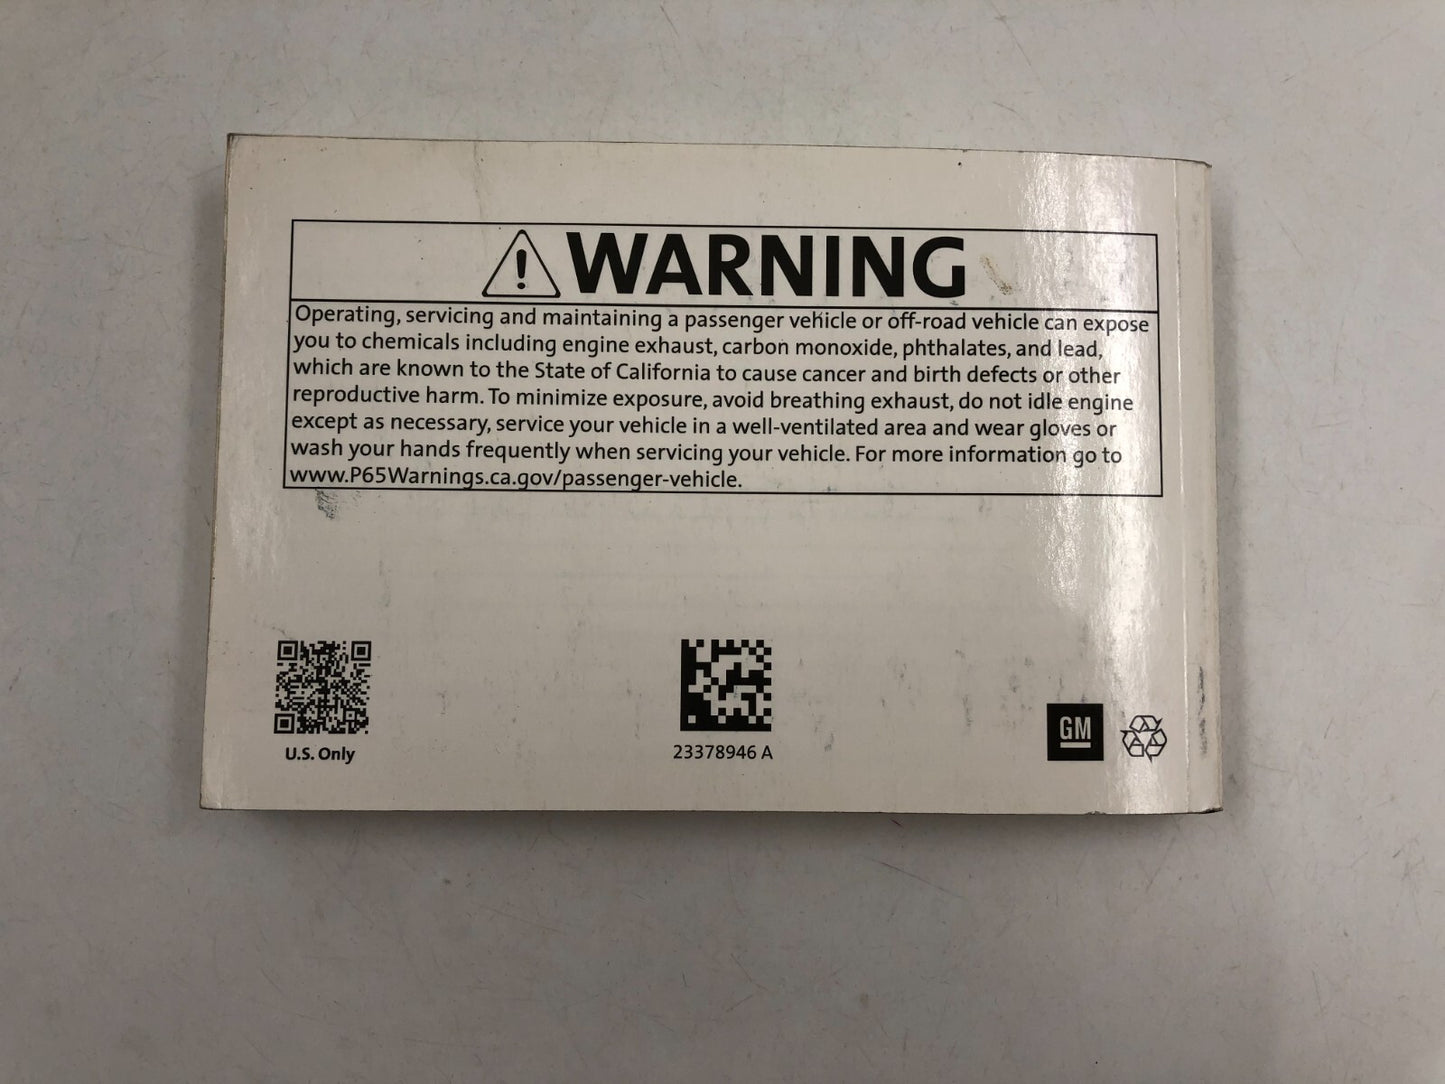 WARNING
Operating, servicing and maintaining a passenger vehicle or off-road vehicle can expose
you to chemicals including engine exhaust, carbon monoxide, phthalates, and lead,
which are known to the State of California to cause cancer and birth defects or other
reproductive harm. To minimize exposure, avoid breathing exhaust, do not idle engine
except as necessary, service your vehicle in a well-ventilated area and wear gloves or
wash your hands frequently when servicing your vehicle. For more information go to
www.P65Warnings.ca.gov/passenger-vehicle.
U.S. Only
23378946 A
GM